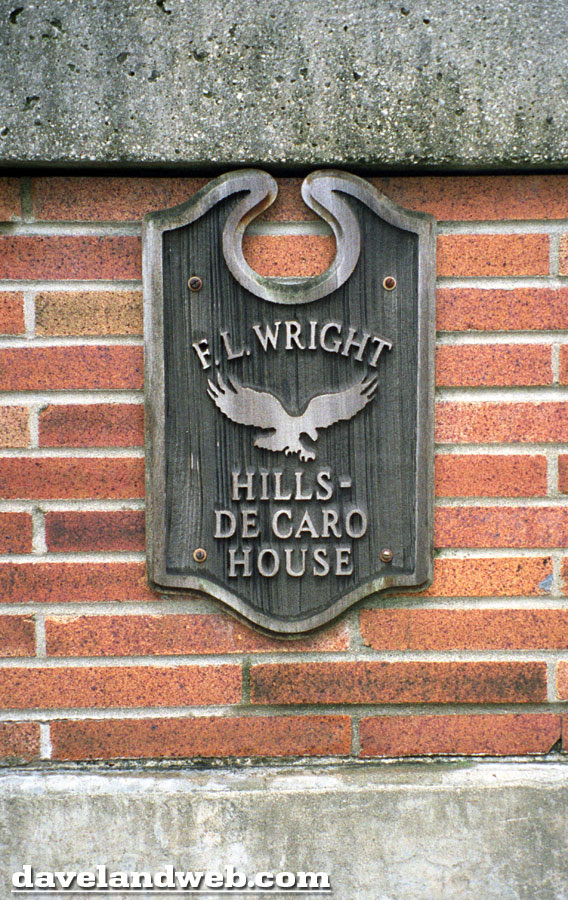 F. L. WRIGHT
HILLS-
DE CARO
HOUSE
davelandweb.com